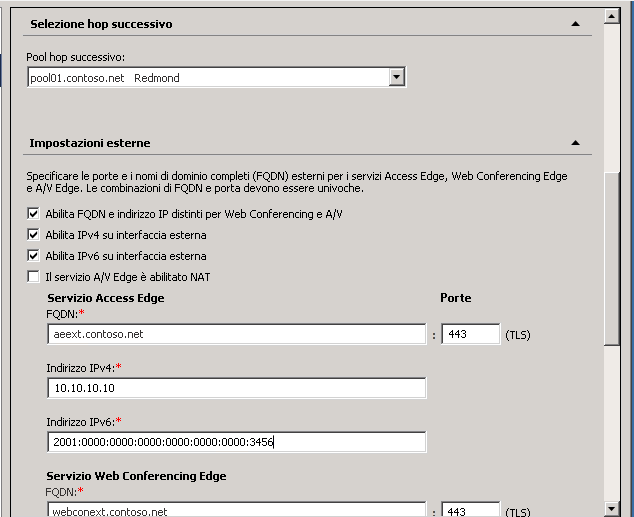 Selezione hop successivo
Pool hop successivo:
pool01.contoso.net Redmond
Impostazioni esterne
Specificare le porte e i nomi di dominio completi (FQDN) esterni per i servizi Access Edge, Web Conferencing Edge
e A/V Edge. Le combinazioni di FQDN e porta devono essere univoche.
Abilita FQDN e indirizzo IP distinti per Web Conferencing e A/V
Abilita IPv4 su interfaccia esterna
Abilita IPv6 su interfaccia esterna
Il servizio A/V Edge è abilitato NAT
Servizio Access Edge Porte
FQDN:*
aeext.contoso.net : 443 (TLS)
Indirizzo IPv4:*
10.10.10.10
Indirizzo IPv6:*
2001:0000:0000:0000:0000:0000:0000:3456
Servizio Web Conferencing Edge
FQDN:*
webconext.contoso.net : 443 (TLS)